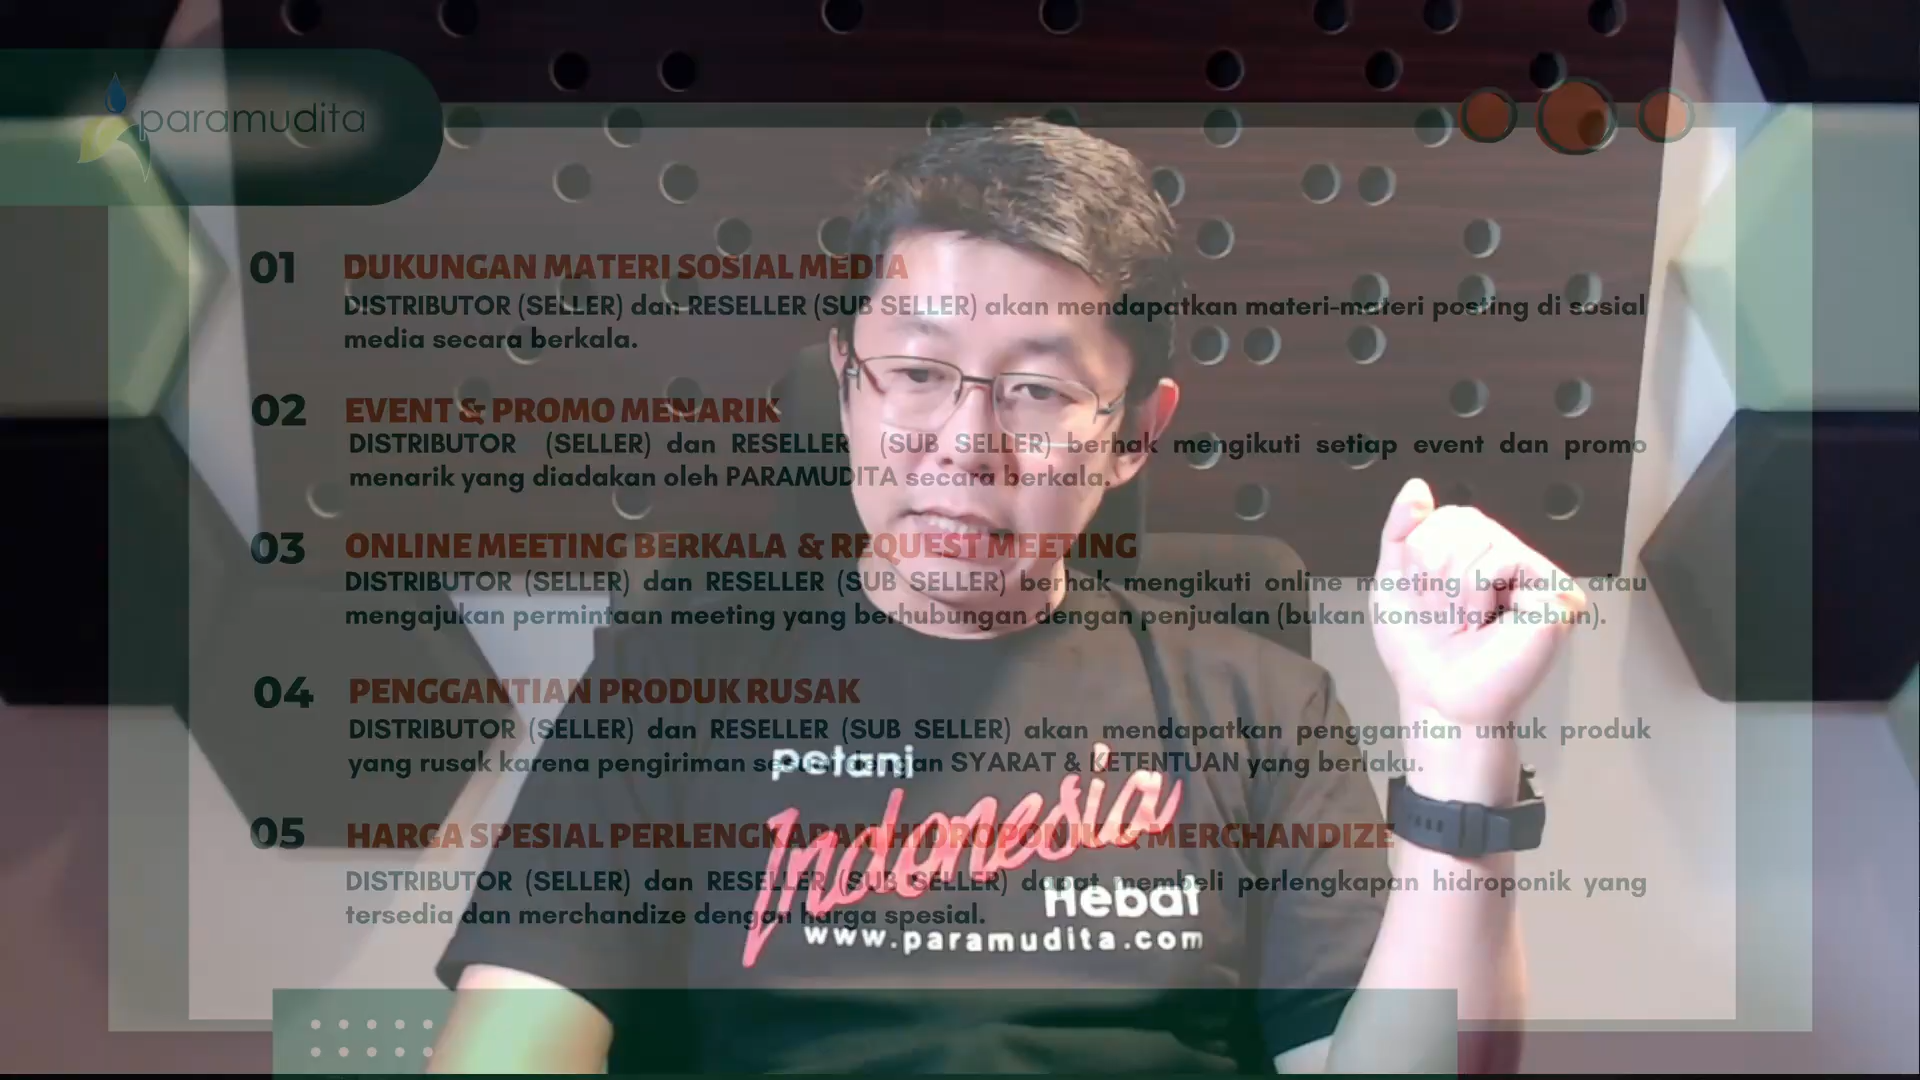 paramudita
01 DUKUNGAN MATERI SOSIAL MEDIA
DISTRIBUTOR (SELLER) dan RESELLER (SUB SELLER) akan mendapatkan materi-materi posting di sosial
media secara berkala.
02 EVENT & PROMO MENARIK
DISTRIBUTOR (SELLER) dan RESELLER (SUB SELLER) berhak mengikuti setiap event dan promo
menarik yang diadakan oleh PARAMUDITA secara berkala.
03 ONLINE MEETING BERKALA & REQUEST MEETING
DISTRIBUTOR (SELLER) dan RESELLER (SUB SELLER) berhak mengikuti online meeting berkala atau
mengajukan permintaan meeting yang berhubungan dengan penjualan (bukan konsultasi kebun).
04 PENGGANTIAN PRODUK RUSAK
DISTRIBUTOR (SELLER) dan RESELLER (SUB SELLER) akan mendapatkan penggantian untuk produk
yang rusak karena pengiriman sesuai dengan SYARAT & KETENTUAN yang berlaku.
05 HARGA SPESIAL PERLENGKAPAN HIDROPONIK & MERCHANDIZE
DISTRIBUTOR (SELLER) dan RESELLER (SUB SELLER) dapat membeli perlengkapan hidroponik yang
tersedia dan merchandize dengan harga spesial.
petani
Indonesia
Hebat
www.paramudita.com